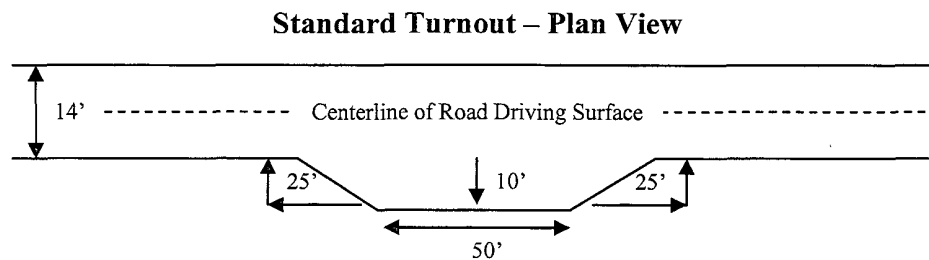 Standard Turnout – Plan View
14’
Centerline of Road Driving Surface
25’
10’
25’
50’